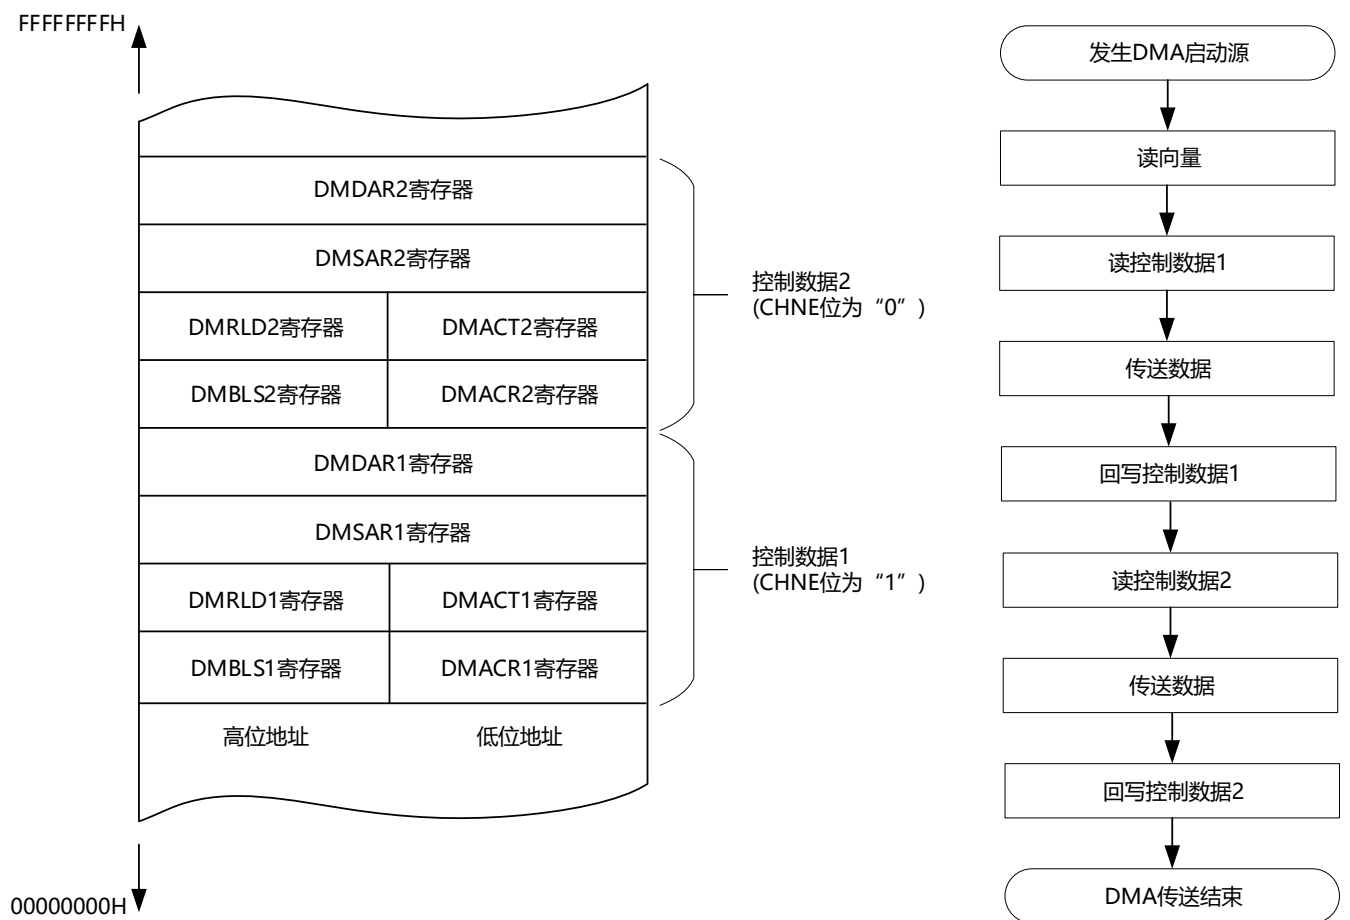 FFFFFFFFH
DMDAR2寄存器
DMSAR2寄存器
DMRLD2寄存器
DMACT2寄存器
DMBLS2寄存器
DMACR2寄存器
DMDAR1寄存器
DMSAR1寄存器
DMRLD1寄存器
DMACT1寄存器
DMBLS1寄存器
DMACR1寄存器
高位地址
低位地址
00000000H
控制数据2
(CHNE位为“0”)
控制数据1
(CHNE位为“1”)
发生DMA启动源
读向量
读控制数据1
传送数据
回写控制数据1
读控制数据2
传送数据
回写控制数据2
DMA传送结束